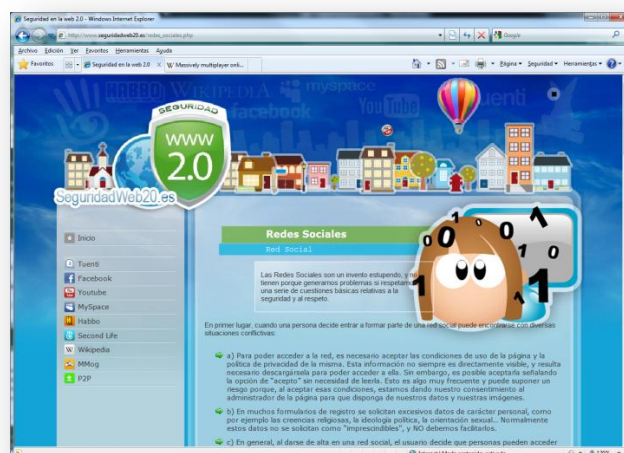 Seguridad en la web 2.0 - Windows Internet Explorer
http://www.seguridadweb20.es/redes_sociales.php
Google
Archivo Edición Ver Favoritos Herramientas Ayuda
Favoritos
Seguridad en la web 2.0
Massively multiplayer onli...
Página Seguridad Herramientas
HABBO WIKIPEDIA myspace
facebook YouTube tuenti
SEGURIDAD
WWW
2.0
SeguridadWeb20.es
Inicio
Tuenti
Facebook
Youtube
MySpace
Habbo
Second Life
Wikipedia
MMog
P2P
Redes Sociales
Red Social
Las Redes Sociales son un invento estupendo, y no
tienen porque generarnos problemas si respetamos
una serie de cuestiones básicas relativas a la
seguridad y al respeto.
En primer lugar, cuando una persona decide entrar a formar parte de una red social puede encontrarse con diversas
situaciones conflictivas:
a) Para poder acceder a la red, es necesario aceptar las condiciones de uso de la página y la
política de privacidad de la misma. Esta información no siempre es directamente visible, y resulta
necesario descargársela para poder acceder a ella. Sin embargo, es posible aceptarla señalando
la opción de "acepto" sin necesidad de leerla. Esto es algo muy frecuente y puede suponer un
riesgo porque, al aceptar esas condiciones, estamos dando nuestro consentimiento al
administrador de la página para que disponga de nuestros datos y nuestras imágenes.
b) En muchos formularios de registro se solicitan excesivos datos de carácter personal, como
por ejemplo las creencias religiosas, la ideología política, la orientación sexual... Normalmente
estos datos no se solicitan como "imprescindibles", y NO debemos facilitarlos.
c) En general, al darse de alta en una red social, el usuario decide que personas pueden acceder